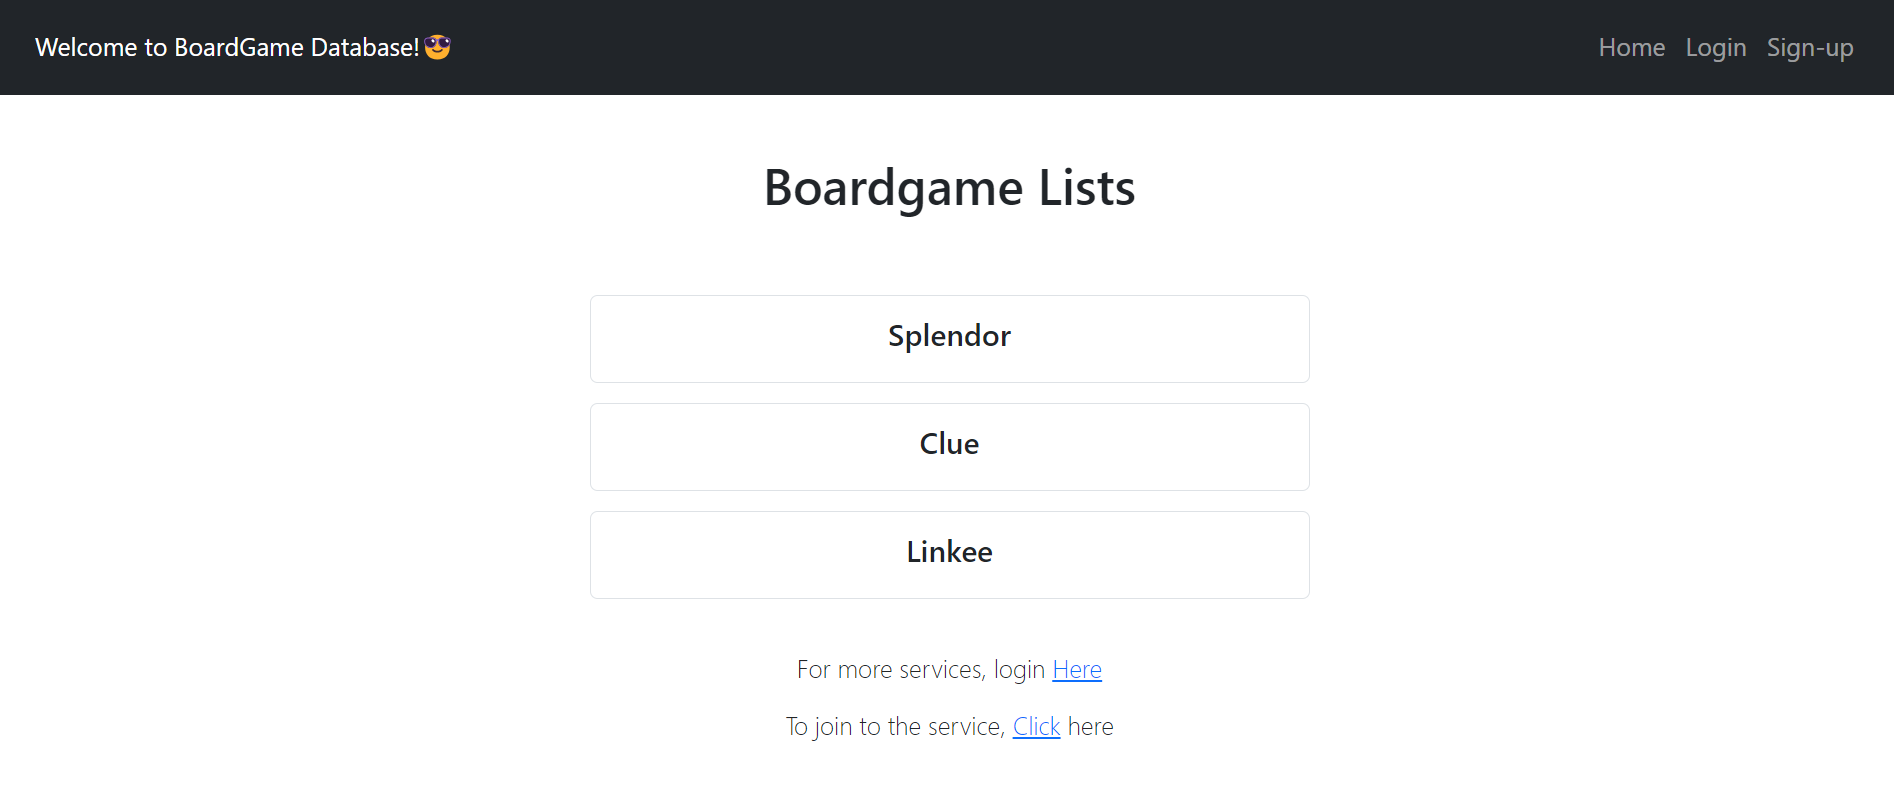 Welcome to BoardGame Database!😎
Home Login Sign-up
Boardgame Lists
Splendor
Clue
Linkee
For more services, login Here
To join to the service, Click here